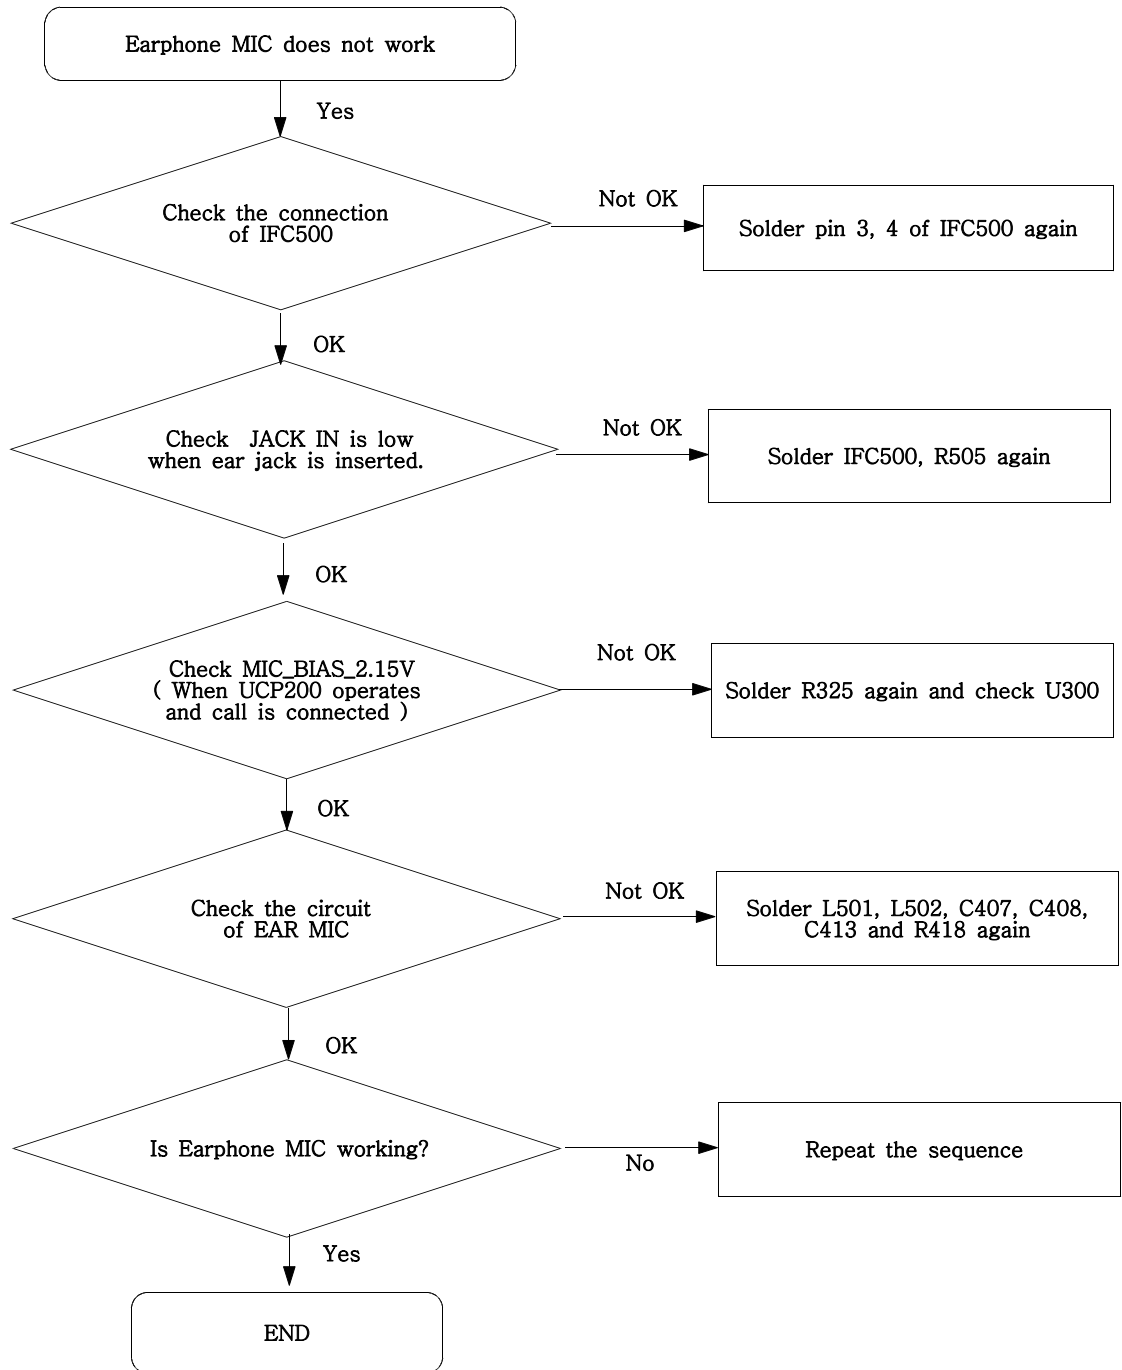 Earphone MIC does not work
Yes
Check the connection
of IFC500
Not OK
Solder pin 3, 4 of IFC500 again
OK
Check JACK IN is low
when ear jack is inserted.
Not OK
Solder IFC500, R505 again
OK
Check MIC_BIAS_2.15V
( When UCP200 operates
and call is connected )
Not OK
Solder R325 again and check U300
OK
Check the circuit
of EAR MIC
Not OK
Solder L501, L502, C407, C408,
C413 and R418 again
OK
Is Earphone MIC working?
No
Repeat the sequence
Yes
END